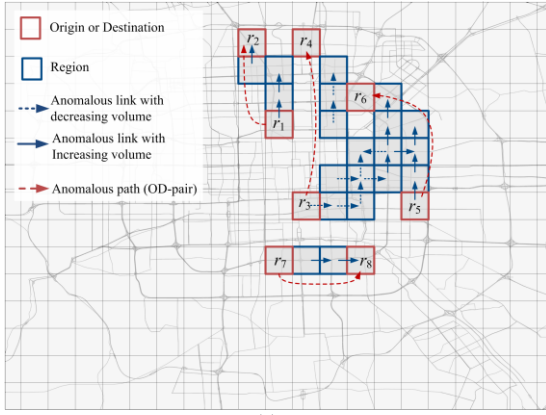 Origin or Destination
Region
Anomalous link with
decreasing volume
Anomalous link with
Increasing volume
Anomalous path (OD-pair)
r2
r4
r6
r1
r3
r5
r7
r8